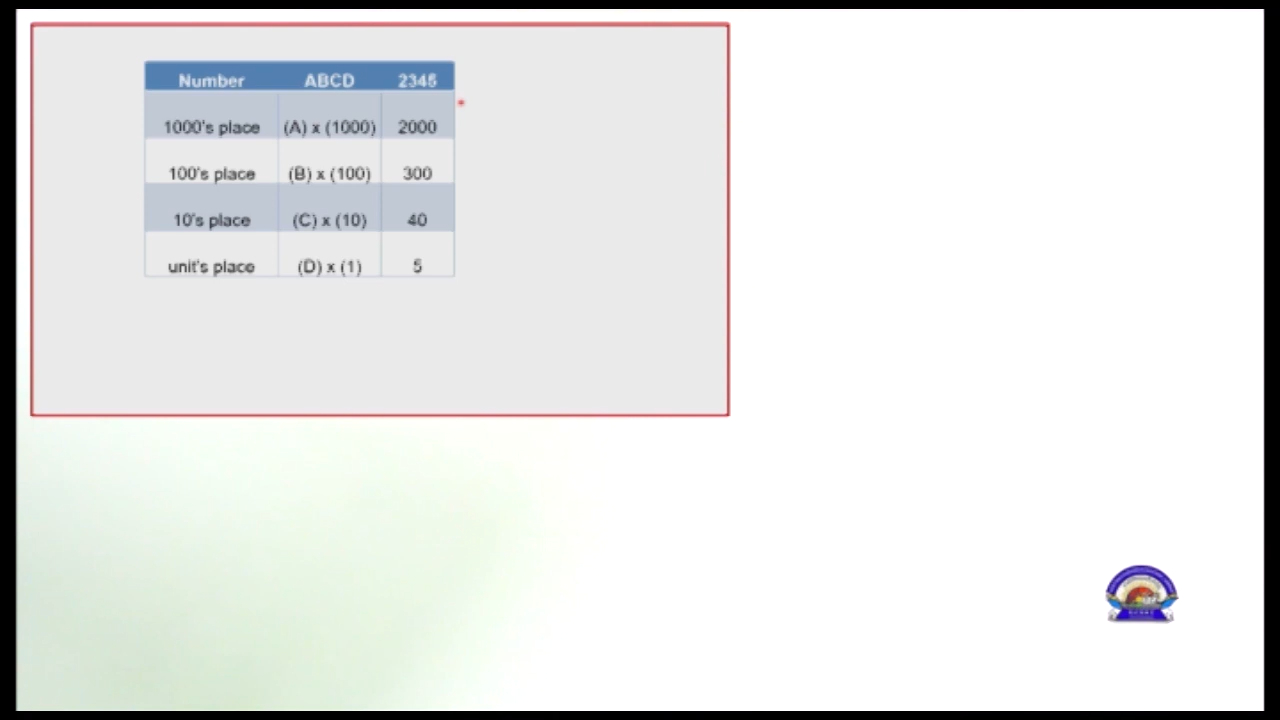 Number ABCD 2345
1000's place (A) x (1000) 2000
100's place (B) x (100) 300
10's place (C) x (10) 40
unit's place (D) x (1) 5